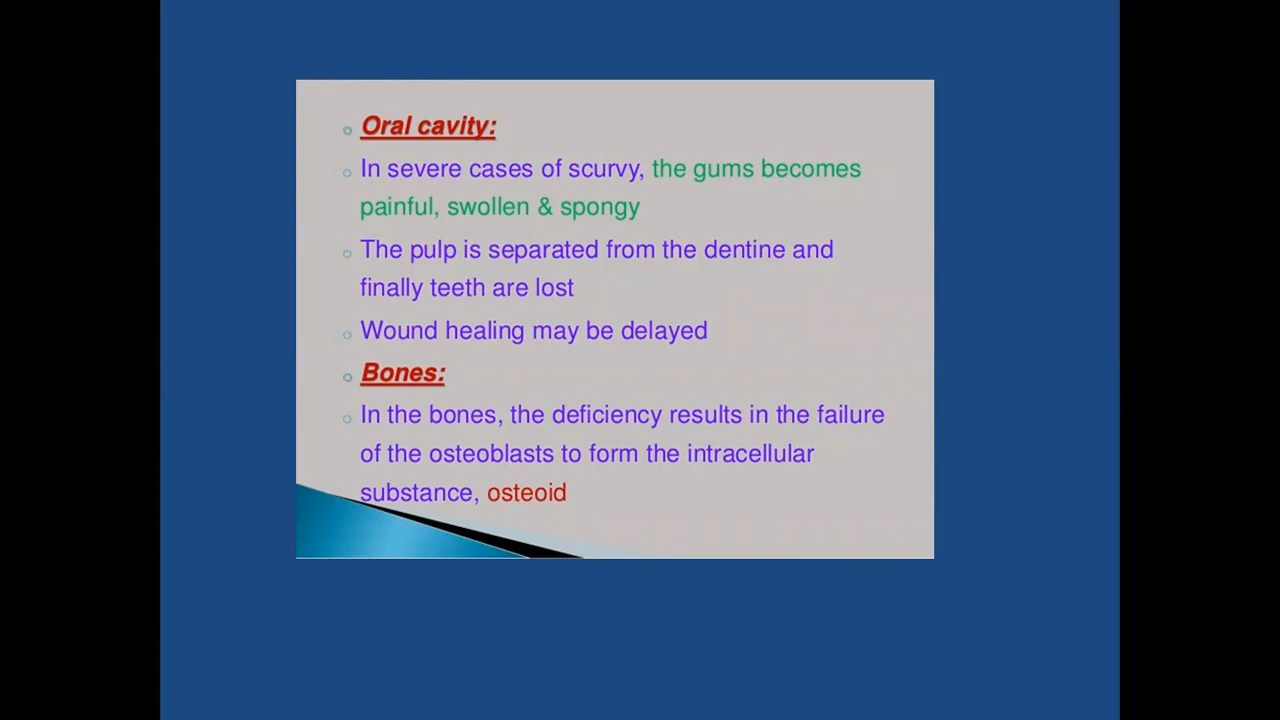 Oral cavity:
In severe cases of scurvy, the gums becomes
painful, swollen & spongy
The pulp is separated from the dentine and
finally teeth are lost
Wound healing may be delayed
Bones:
In the bones, the deficiency results in the failure
of the osteoblasts to form the intracellular
substance, osteoid